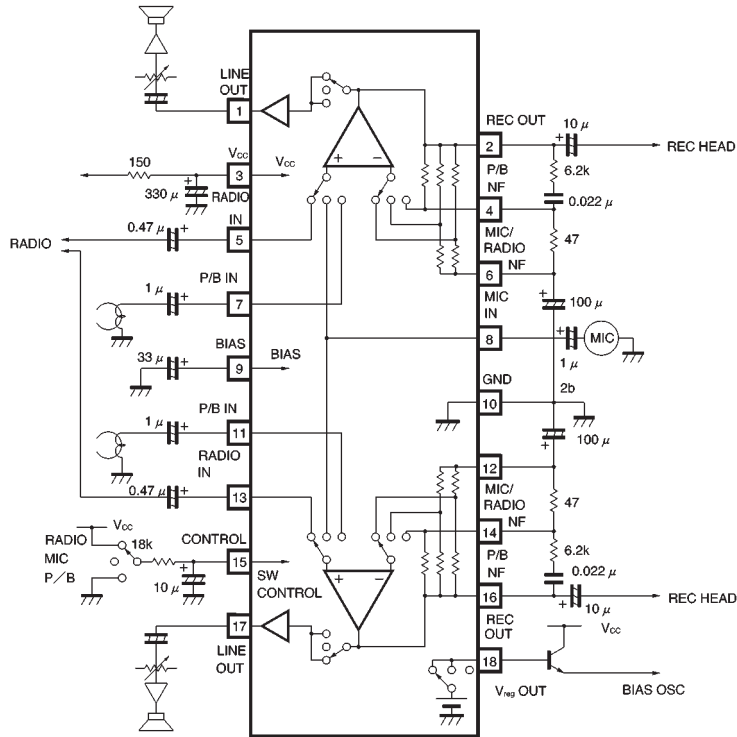 LINE
OUT
1
REC OUT
10 μ
2
REC HEAD
150
VCC
3
VCC
P/B
NF
6.2k
330 μ
RADIO
IN
4
0.022 μ
0.47 μ
5
RADIO
MIC/
RADIO
NF
47
6
P/B IN
1 μ
7
MIC
IN
100 μ
8
MIC
1 μ
BIAS
33 μ
9
BIAS
GND
10
2b
P/B IN
1 μ
11
100 μ
RADIO
IN
12
MIC/
RADIO
NF
0.47 μ
13
47
14
VCC
RADIO
MIC
P/B
18k
CONTROL
15
SW
CONTROL
10 μ
P/B
NF
6.2k
0.022 μ
16
10 μ
REC HEAD
REC
OUT
17
LINE
OUT
VCC
18
Vreg OUT
BIAS OSC
+
−
+
−
+
+
+
+
+
+
+
+
+
+
+
+
+